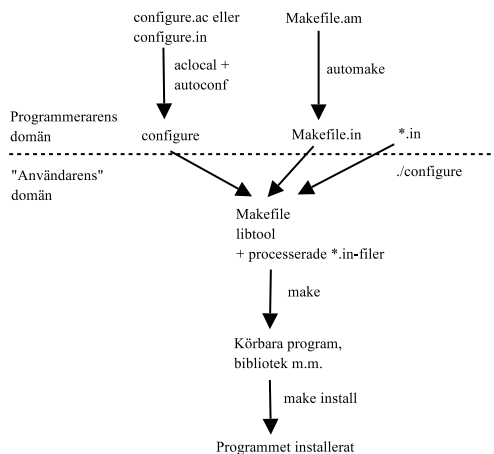 configure.ac eller
configure.in
Makefile.am
aclocal +
autoconf
automake
Programmerarens
domän
configure
Makefile.in
*.in
"Användarens"
domän
./configure
Makefile
libtool
+ processerade *.in-filer
make
Körbara program,
bibliotek m.m.
make install
Programmet installerat